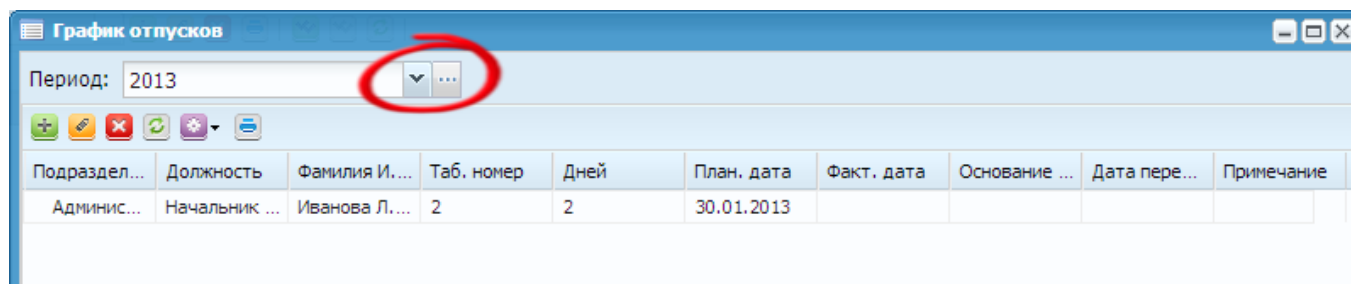 График отпусков
Период: 2013
Подраздел... Должность Фамилия И.... Таб. номер Дней План. дата Факт. дата Основание ... Дата пере... Примечание
Админис... Начальник ... Иванова Л.... 2 2 30.01.2013